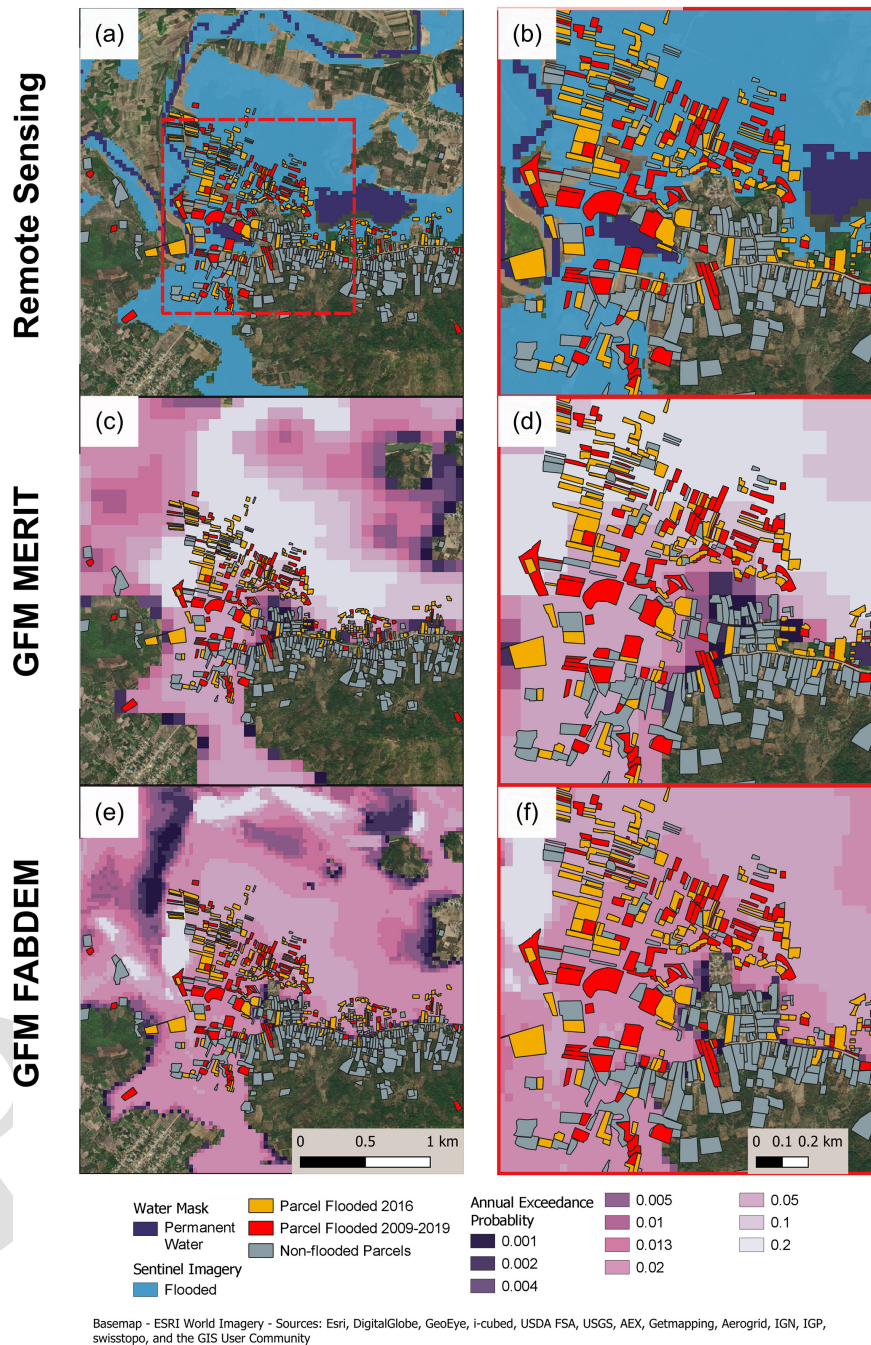 Remote Sensing
(a)
(b)
GFM MERIT
(c)
(d)
GFM FABDEM
(e)
(f)
0 0.5 1 km
0 0.1 0.2 km
Water Mask
Permanent
Water
Sentinel Imagery
Flooded
Parcel Flooded 2016
Parcel Flooded 2009-2019
Non-flooded Parcels
Annual Exceedance
Probablity
0.001
0.002
0.004
0.005
0.01
0.013
0.02
0.05
0.1
0.2
Basemap - ESRI World Imagery - Sources: Esri, DigitalGlobe, GeoEye, i-cubed, USDA FSA, USGS, AEX, Getmapping, Aerogrid, IGN, IGP,
swisstopo, and the GIS User Community